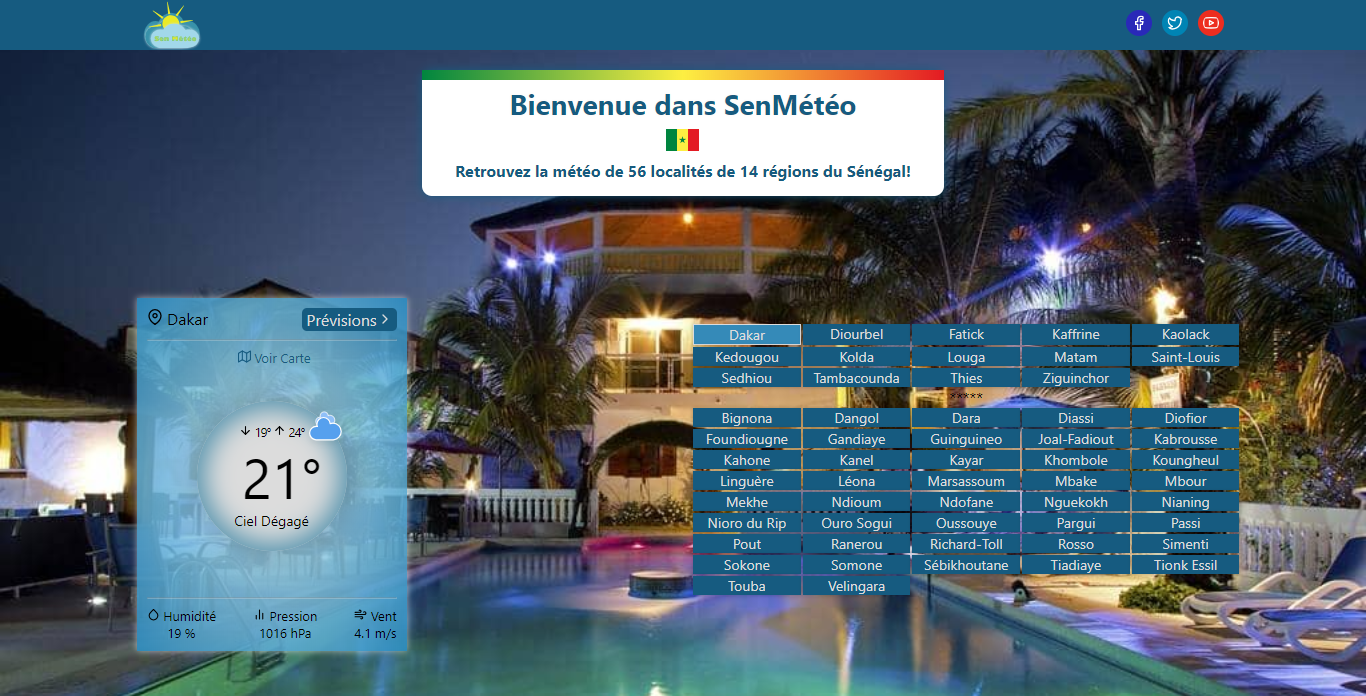 Sen Météo
Bienvenue dans SenMétéo
Retrouvez la météo de 56 localités de 14 régions du Sénégal!
Dakar
Prévisions
Voir Carte
19° 24°
21°
Ciel Dégagé
Humidité Pression Vent
19 % 1016 hPa 4.1 m/s
Dakar Diourbel Fatick Kaffrine Kaolack
Kedougou Kolda Louga Matam Saint-Louis
Sedhiou Tambacounda Thies Ziguinchor
*****
Bignona Dangol Dara Diassi Diofior
Foundiougne Gandiaye Guinguineo Joal-Fadiout Kabrousse
Kahone Kanel Kayar Khombole Koungheul
Linguère Léona Marsassoum Mbake Mbour
Mekhe Ndioum Ndofane Nguekokh Nianing
Nioro du Rip Ouro Sogui Oussouye Pargui Passi
Pout Ranerou Richard-Toll Rosso Simenti
Sokone Somone Sébikhoutane Tiadiaye Tionk Essil
Touba Velingara